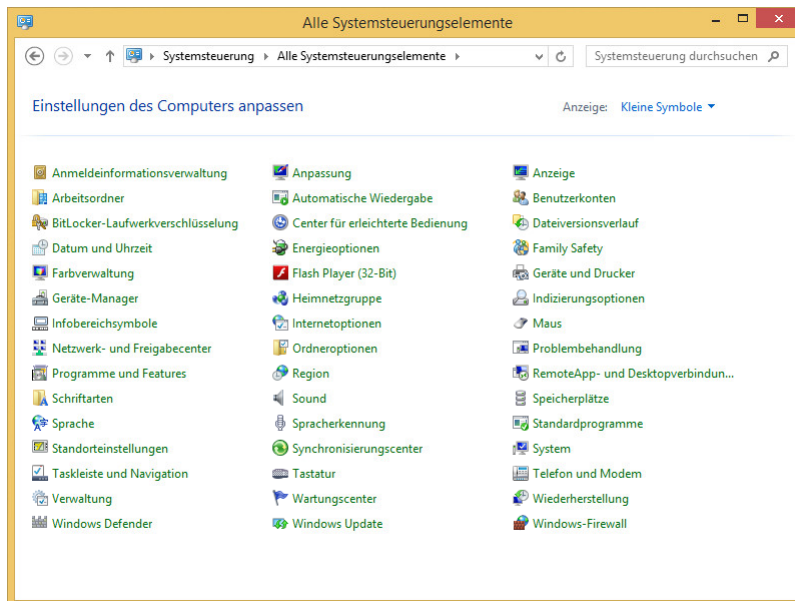 Alle Systemsteuerungselemente
Systemsteuerung Alle Systemsteuerungselemente Systemsteuerung durchsuchen
Einstellungen des Computers anpassen Anzeige: Kleine Symbole
Anmeldeinformationsverwaltung Anpassung Anzeige
Arbeitsordner Automatische Wiedergabe Benutzerkonten
BitLocker-Laufwerkverschlüsselung Center für erleichterte Bedienung Dateiversionsverlauf
Datum und Uhrzeit Energieoptionen Family Safety
Farbverwaltung Flash Player (32-Bit) Geräte und Drucker
Geräte-Manager Heimnetzgruppe Indizierungsoptionen
Infobereichsymbole Internetoptionen Maus
Netzwerk- und Freigabecenter Ordneroptionen Problembehandlung
Programme und Features Region RemoteApp- und Desktopverbindun...
Schriftarten Sound Speicherplätze
Sprache Spracherkennung Standardprogramme
Standorteinstellungen Synchronisierungscenter System
Taskleiste und Navigation Tastatur Telefon und Modem
Verwaltung Wartungscenter Wiederherstellung
Windows Defender Windows Update Windows-Firewall